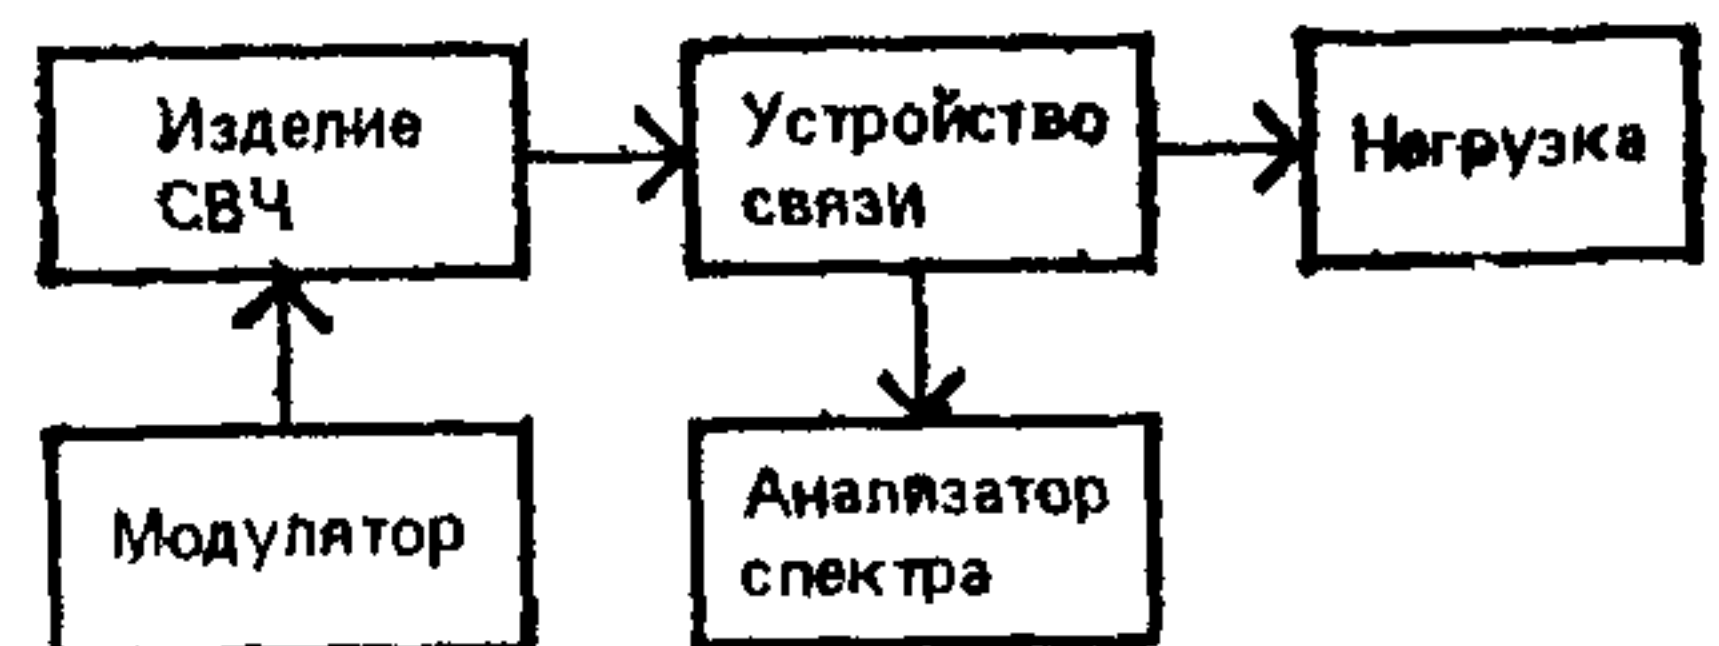 Изделие
СВЧ
Устройство
связи
Нагрузка
Модулятор
Анализатор
спектра